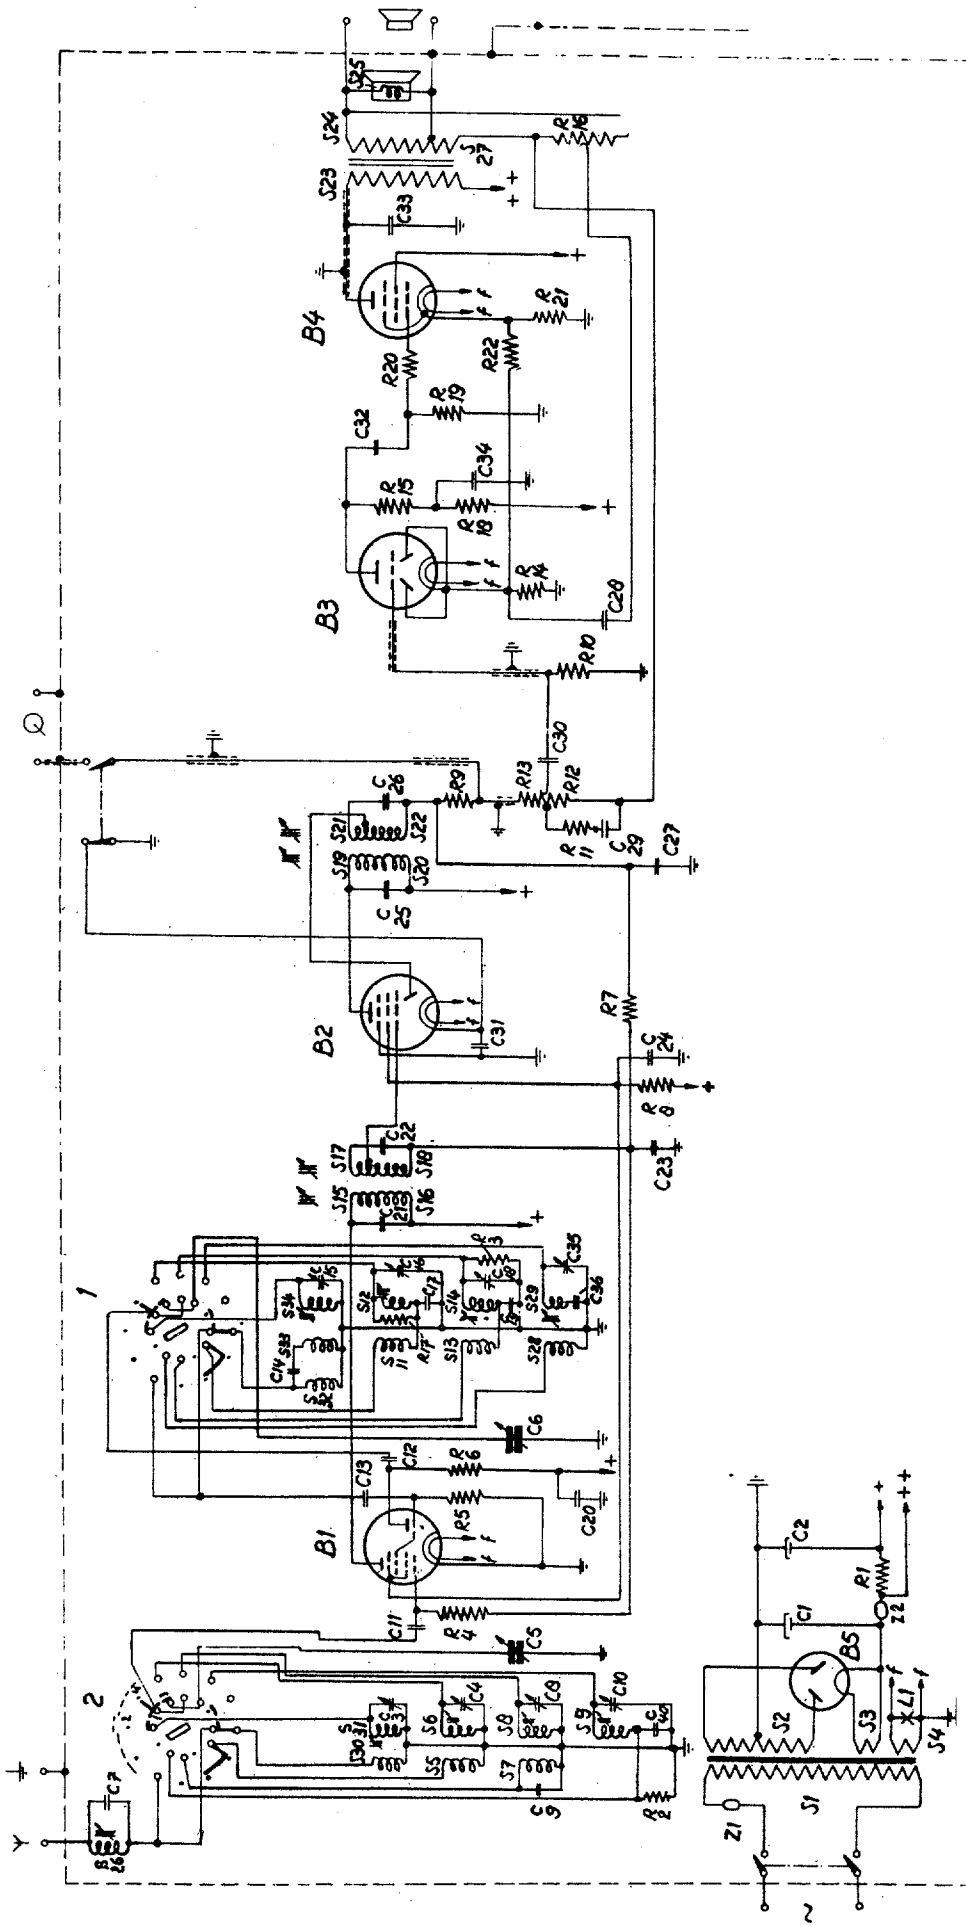 S25
S24
S27
R16
S23
+
+
C33
B4
f
f
+
R21
R22
R20
R19
C32
R15
C34
R18
+
B3
f
f
R14
C28
R10
Q
C30
R13
R12
R9
C26
S21
S22
S19
S20
C25
+
R11
C29
C27
B2
f
f
C31
R7
C24
R8
+
C22
S17
S18
S15
S16
C21
+
C23
1
R3
C35
C36
S29
S28
C18
S14
S13
C16
C17
S12
R17
S11
C15
S34
S33
C14
S32
C6
C12
C13
R6
+
R5
C20
B1
f
f
C11
R4
C5
2
C10
C40
S9
C8
S8
S7
C9
R2
C4
S6
S5
C3
S31
S30
C7
B26
+
++
C2
R1
Z2
C1
B5
f
f
L1
S4
S3
S2
S1
Z1
~